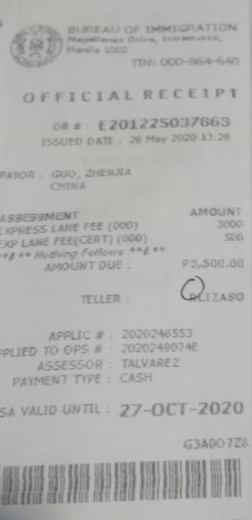 BUREAU OF IMMIGRATION
Magallanes Drive, Intramuros,
Manila 1002
TIN: 000-864-640
OFFICIAL RECEIPT
OR # : E201225037863
ISSUED DATE : 26 May 2020 13:26
PAYOR : GUO, ZHENJIA
CHINA
ASSESSMENT AMOUNT
EXPRESS LANE FEE (000) 3000
EXP LANE FEE(CERT) (000) 500
**# ** Nothing Follows **# **
AMOUNT DUE : P3,500.00
TELLER : RLIZASO
APPLIC # : 2020246553
PPLIED TO OPS # : 2020249074E
ASSESSOR : TALVAREZ
PAYMENT TYPE : CASH
SA VALID UNTIL : 27-OCT-2020